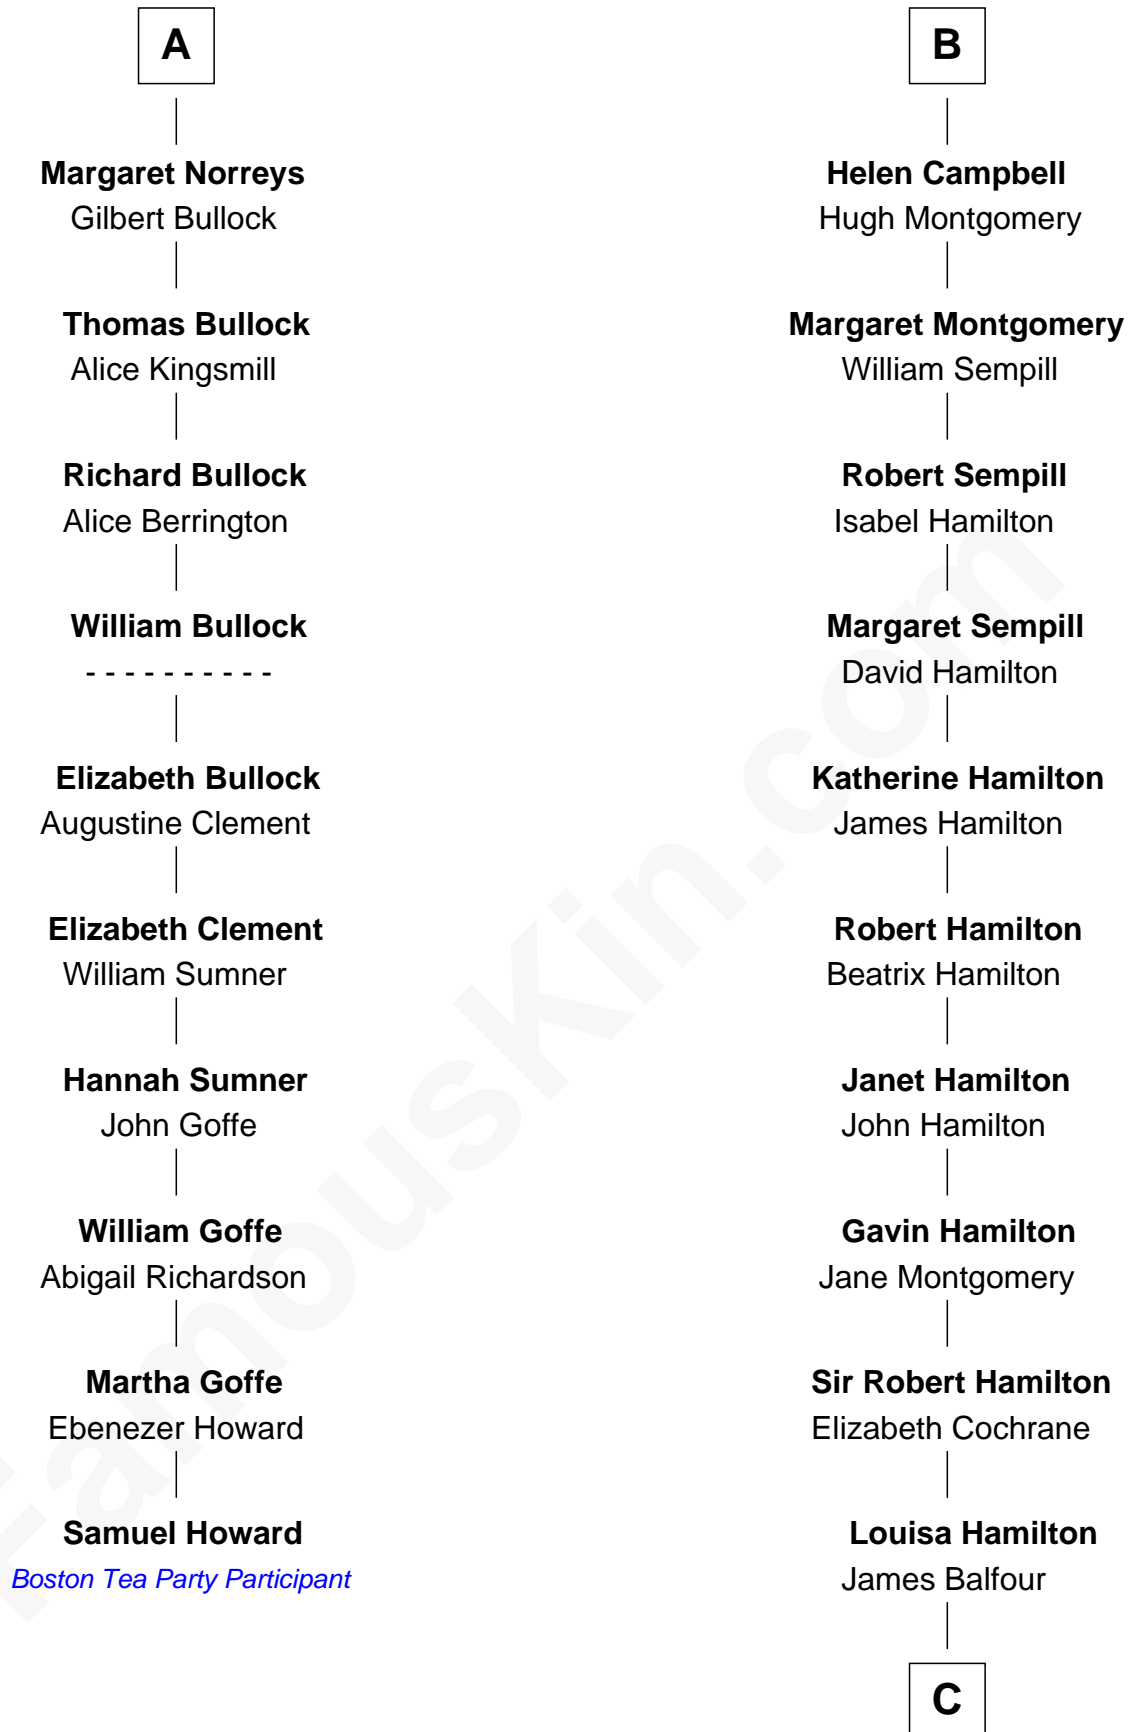 A
Margaret Norreys
Gilbert Bullock
Thomas Bullock
Alice Kingsmill
Richard Bullock
Alice Berrington
William Bullock
- - - - - - - - - -
Elizabeth Bullock
Augustine Clement
Elizabeth Clement
William Sumner
Hannah Sumner
John Goffe
William Goffe
Abigail Richardson
Martha Goffe
Ebenezer Howard
Samuel Howard
Boston Tea Party Participant
B
Helen Campbell
Hugh Montgomery
Margaret Montgomery
William Sempill
Robert Sempill
Isabel Hamilton
Margaret Sempill
David Hamilton
Katherine Hamilton
James Hamilton
Robert Hamilton
Beatrix Hamilton
Janet Hamilton
John Hamilton
Gavin Hamilton
Jane Montgomery
Sir Robert Hamilton
Elizabeth Cochrane
Louisa Hamilton
James Balfour
C
FamousKin.com